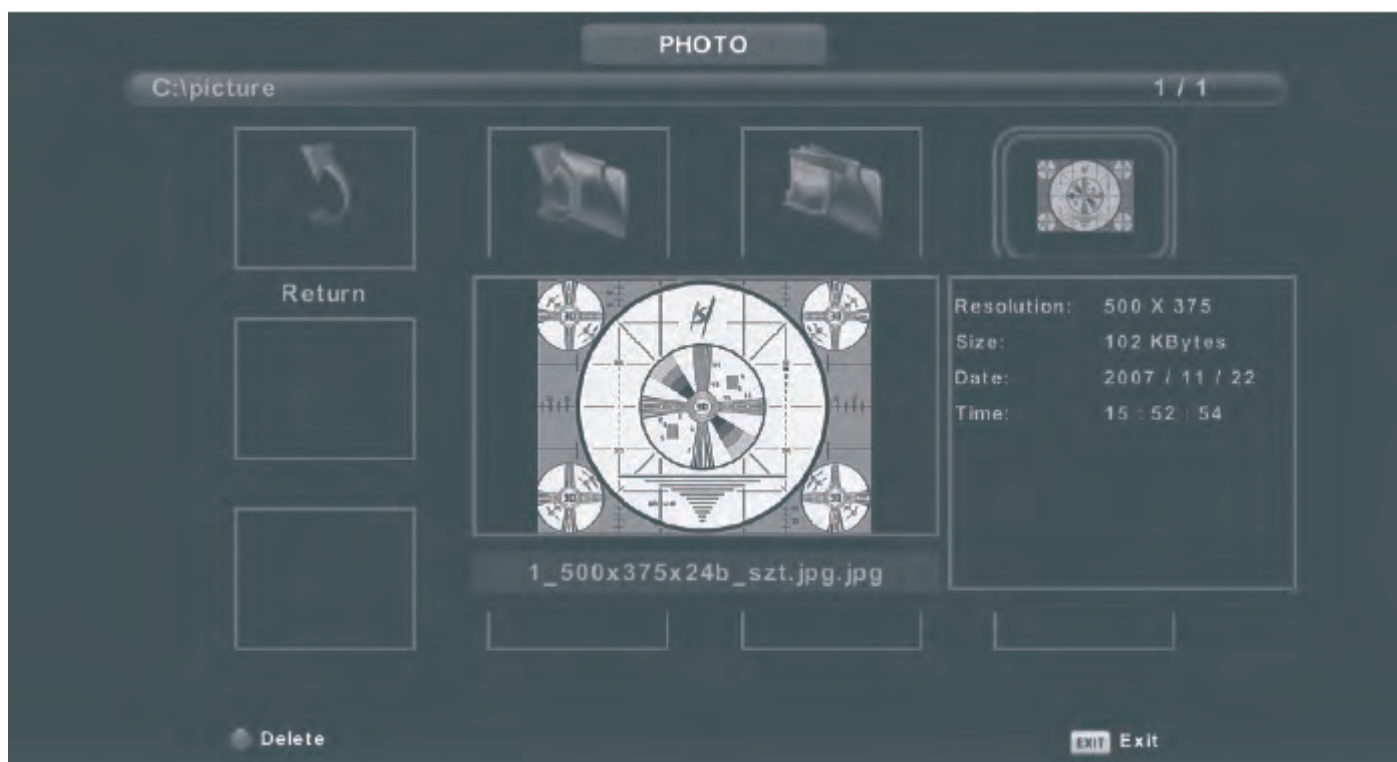 PHOTO
C:\picture 1 / 1
Return
Resolution: 500 X 375
Size: 102 KBytes
Date: 2007 / 11 / 22
Time: 15 : 52 : 54
1_500x375x24b_szt.jpg.jpg
Delete
EXIT Exit